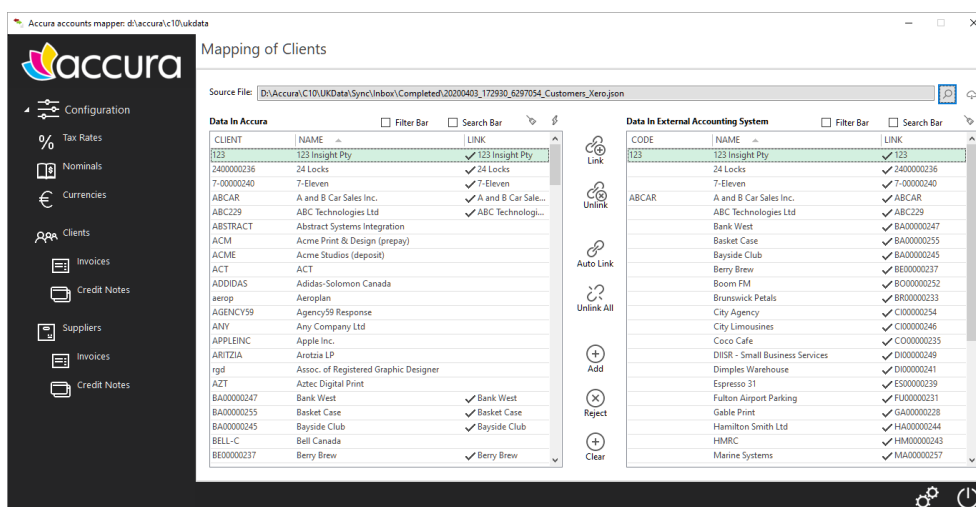 Accura accounts mapper: d:\accura\c10\ukdata
accura
Mapping of Clients
Configuration
Tax Rates
Nominals
Currencies
Clients
Invoices
Credit Notes
Suppliers
Invoices
Credit Notes
Source File: D:\Accura\C10\UKData\Sync\Inbox\Completed\20200403_172930_6297054_Customers_Xero.json
Data In Accura Filter Bar Search Bar
CLIENT NAME LINK
123 123 Insight Pty 123 Insight Pty
2400000236 24 Locks 24 Locks
7-00000240 7-Eleven 7-Eleven
ABCAR A and B Car Sales Inc. A and B Car Sale...
ABC229 ABC Technologies Ltd ABC Technologi...
ABSTRACT Abstract Systems Integration
ACM Acme Print & Design (prepay)
ACME Acme Studios (deposit)
ACT ACT
ADDIDAS Adidas-Solomon Canada
aerop Aeroplan
AGENCY59 Agency59 Response
ANY Any Company Ltd
APPLEINC Apple Inc.
ARITZIA Arotzia LP
rgd Assoc. of Registered Graphic Designer
AZT Aztec Digital Print
BA00000247 Bank West Bank West
BA00000255 Basket Case Basket Case
BA00000245 Bayside Club Bayside Club
BELL-C Bell Canada
BE00000237 Berry Brew Berry Brew
Link
Unlink
Auto Link
Unlink All
Add
Reject
Clear
Data In External Accounting System Filter Bar Search Bar
CODE NAME LINK
123 123 Insight Pty 123
24 Locks 2400000236
7-Eleven 7-00000240
ABCAR A and B Car Sales Inc. ABCAR
ABC Technologies Ltd ABC229
Bank West BA00000247
Basket Case BA00000255
Bayside Club BA00000245
Berry Brew BE00000237
Boom FM BO00000252
Brunswick Petals BR00000233
City Agency CI00000254
City Limousines CI00000246
Coco Cafe CO00000235
DIISR - Small Business Services DI00000249
Dimples Warehouse DI00000241
Espresso 31 ES00000239
Fulton Airport Parking FU00000231
Gable Print GA00000228
Hamilton Smith Ltd HA00000244
HMRC HM00000243
Marine Systems MA00000257